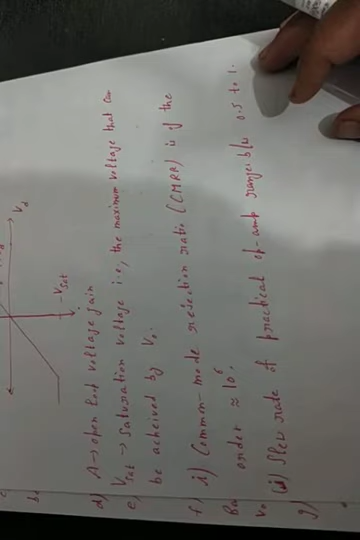 Vd
-Vsat
d) A → open loop voltage gain
e) Vsat → saturation voltage i.e., the maximum voltage that can
be acheived by Vo.
f) i) Common-mode rejection ratio (CMRR) is of the
order ≈ 10⁶
(ii) Slew rate of practical op-amp ranges b/w 0.5 to 1.
g)